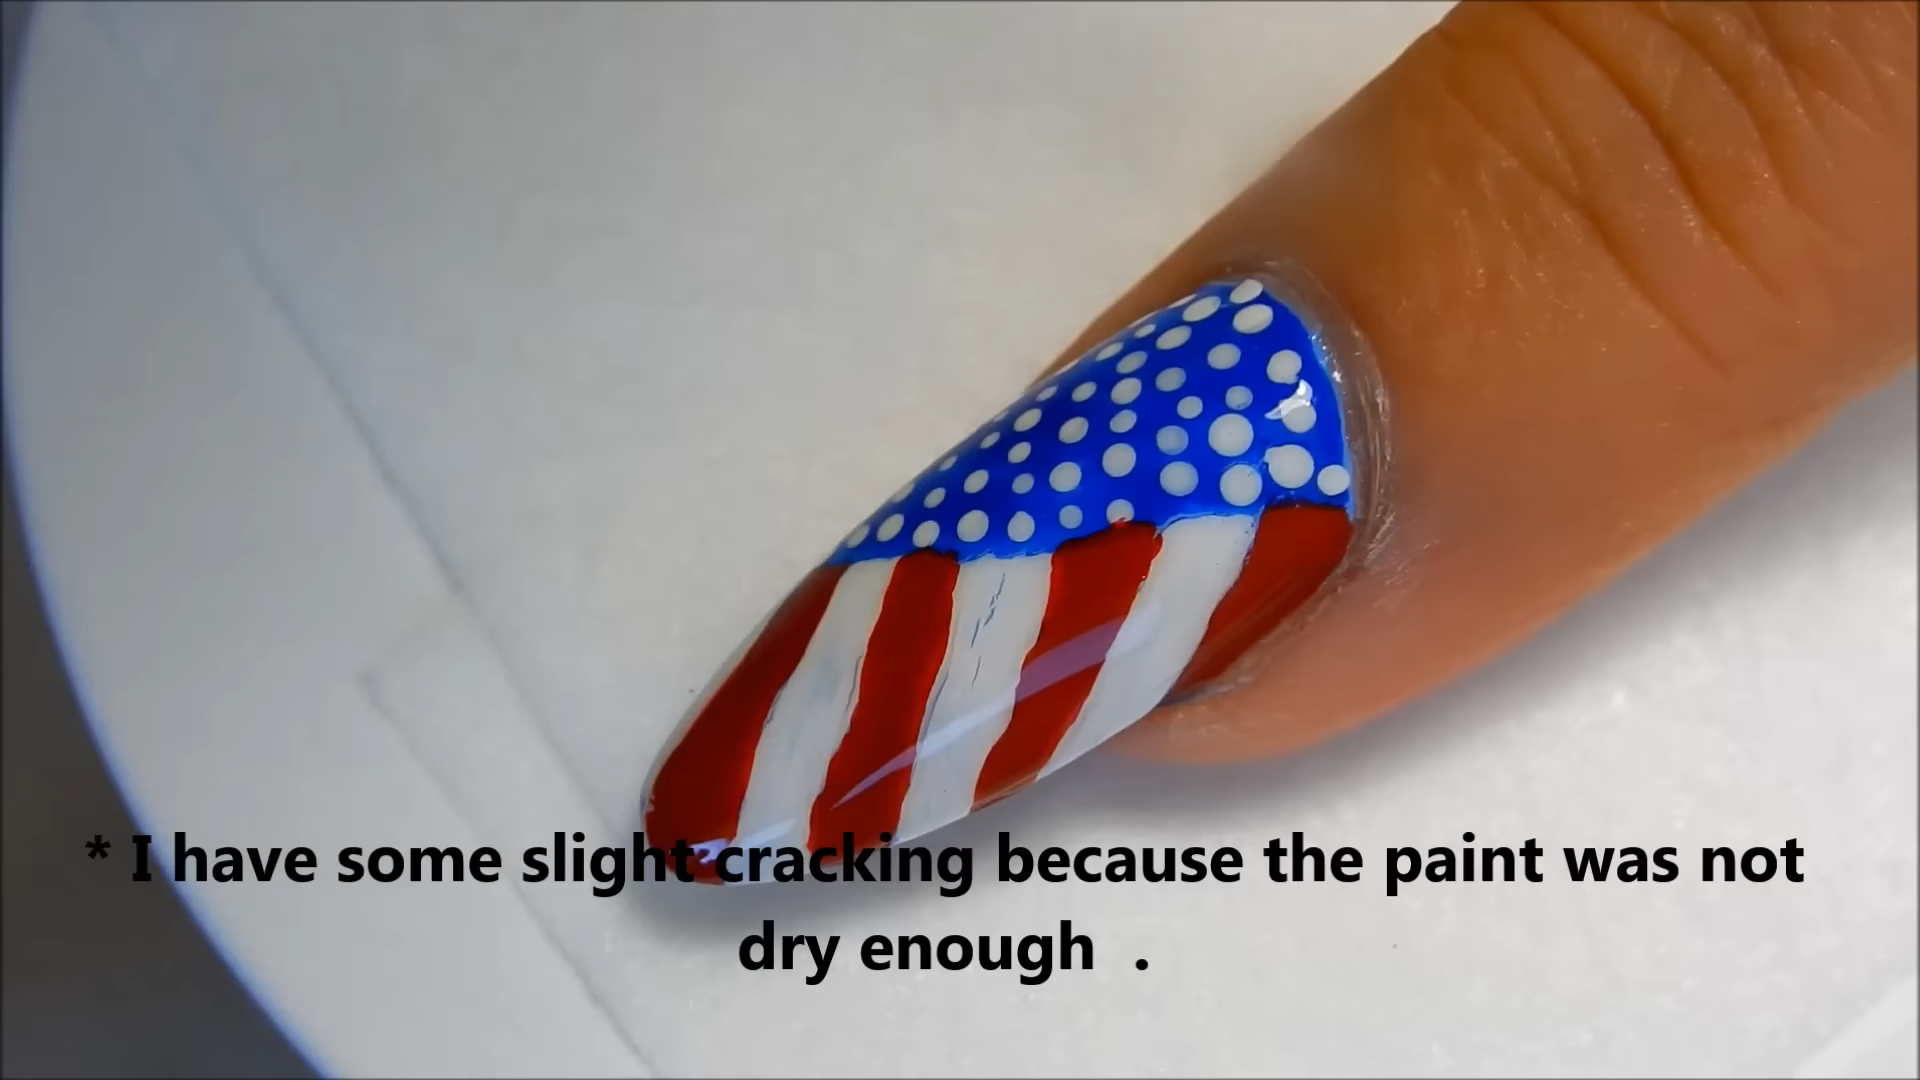 * I have some slight cracking because the paint was not
dry enough  .